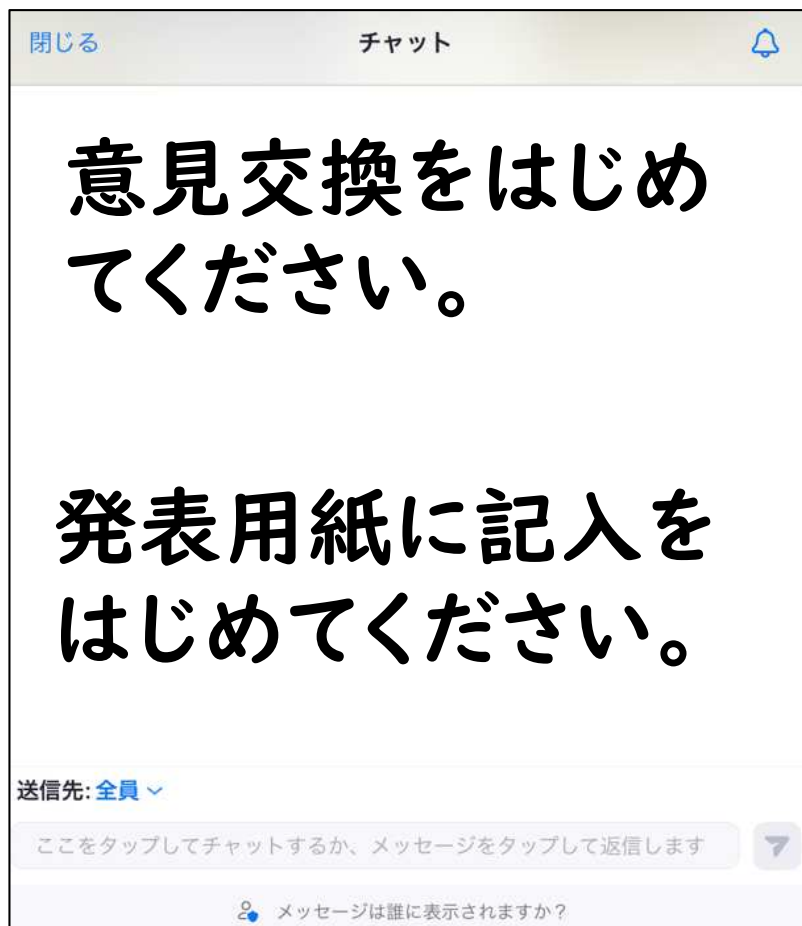 閉じる
チャット
意見交換をはじめ
てください。
発表用紙に記入を
はじめてください。
送信先: 全員
ここをタップしてチャットするか、メッセージをタップして返信します
メッセージは誰に表示されますか？